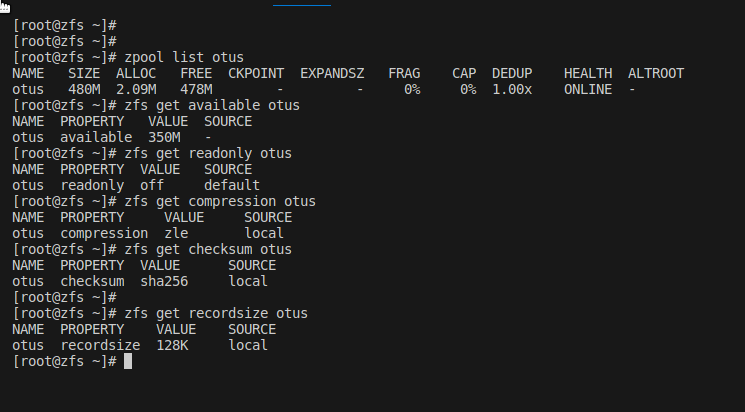 [root@zfs ~]#
[root@zfs ~]#
[root@zfs ~]# zpool list otus
NAME   SIZE  ALLOC   FREE  CKPOINT  EXPANDSZ   FRAG    CAP  DEDUP    HEALTH  ALTROOT
otus   480M  2.09M   478M        -         -     0%     0%  1.00x    ONLINE  -
[root@zfs ~]# zfs get available otus
NAME  PROPERTY   VALUE  SOURCE
otus  available  350M   -
[root@zfs ~]# zfs get readonly otus
NAME  PROPERTY  VALUE   SOURCE
otus  readonly  off     default
[root@zfs ~]# zfs get compression otus
NAME  PROPERTY     VALUE     SOURCE
otus  compression  zle       local
[root@zfs ~]# zfs get checksum otus
NAME  PROPERTY  VALUE      SOURCE
otus  checksum  sha256     local
[root@zfs ~]#
[root@zfs ~]# zfs get recordsize otus
NAME  PROPERTY    VALUE    SOURCE
otus  recordsize  128K     local
[root@zfs ~]#